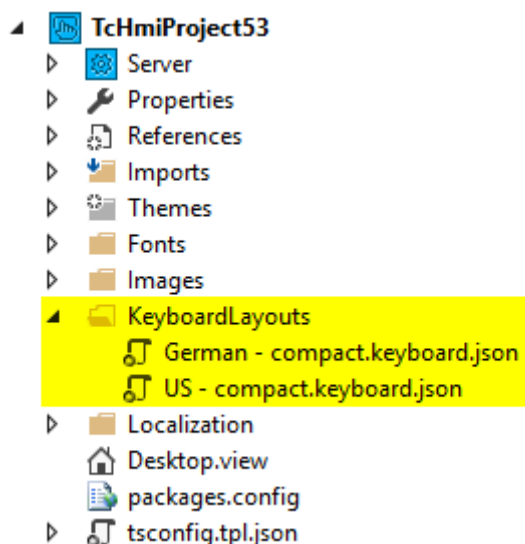 TcHmiProject53
Server
Properties
References
Imports
Themes
Fonts
Images
KeyboardLayouts
German - compact.keyboard.json
US - compact.keyboard.json
Localization
Desktop.view
packages.config
tsconfig.tpl.json